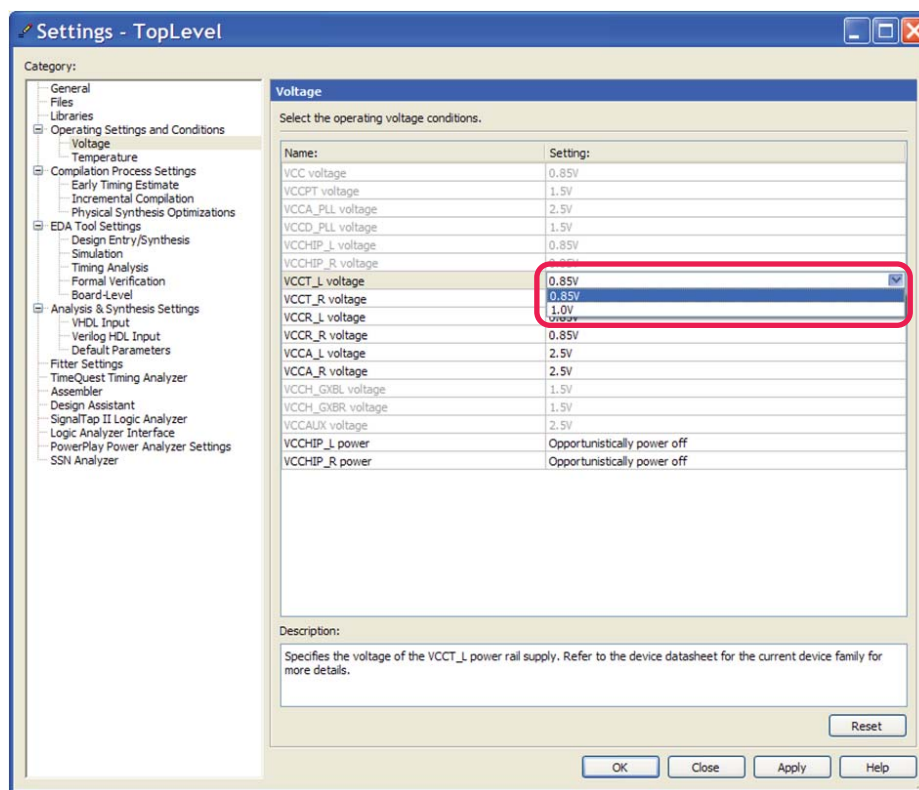 Settings - TopLevel
Category:
General
Files
Libraries
Operating Settings and Conditions
Voltage
Temperature
Compilation Process Settings
Early Timing Estimate
Incremental Compilation
Physical Synthesis Optimizations
EDA Tool Settings
Design Entry/Synthesis
Simulation
Timing Analysis
Formal Verification
Board-Level
Analysis & Synthesis Settings
VHDL Input
Verilog HDL Input
Default Parameters
Fitter Settings
TimeQuest Timing Analyzer
Assembler
Design Assistant
SignalTap II Logic Analyzer
Logic Analyzer Interface
PowerPlay Power Analyzer Settings
SSN Analyzer
Voltage
Select the operating voltage conditions.
Name: Setting:
VCC voltage 0.85V
VCCPT voltage 1.5V
VCCA_PLL voltage 2.5V
VCCD_PLL voltage 1.5V
VCCHIP_L voltage 0.85V
VCCHIP_R voltage
VCCT_L voltage 0.85V
0.85V
VCCT_R voltage
1.0V
VCCR_L voltage
VCCR_R voltage 0.85V
VCCA_L voltage 2.5V
VCCA_R voltage 2.5V
VCCH_GXBL voltage 1.5V
VCCH_GXBR voltage 1.5V
VCCAUX voltage 2.5V
VCCHIP_L power Opportunistically power off
VCCHIP_R power Opportunistically power off
Description:
Specifies the voltage of the VCCT_L power rail supply. Refer to the device datasheet for the current device family for
more details.
Reset
OK Close Apply Help